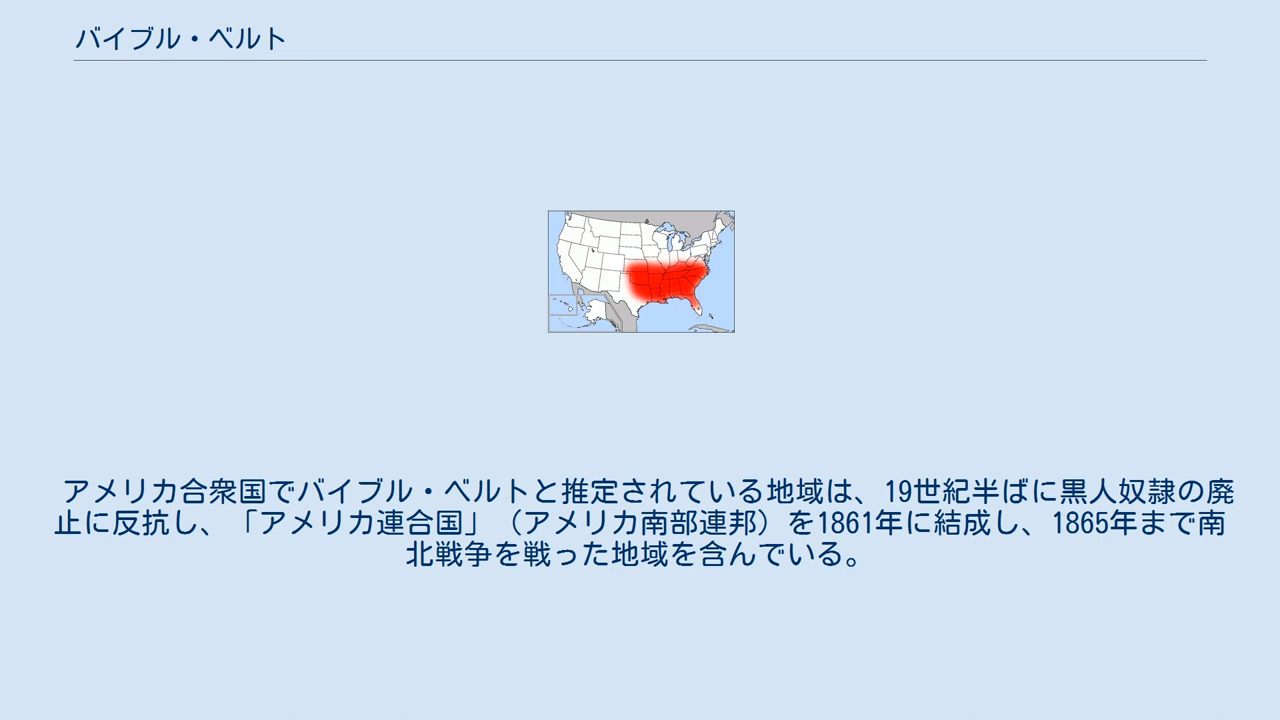 バイブル・ベルト
アメリカ合衆国でバイブル・ベルトと推定されている地域は、19世紀半ばに黒人奴隷の廃
止に反抗し、「アメリカ連合国」（アメリカ南部連邦）を1861年に結成し、1865年まで南
北戦争を戦った地域を含んでいる。